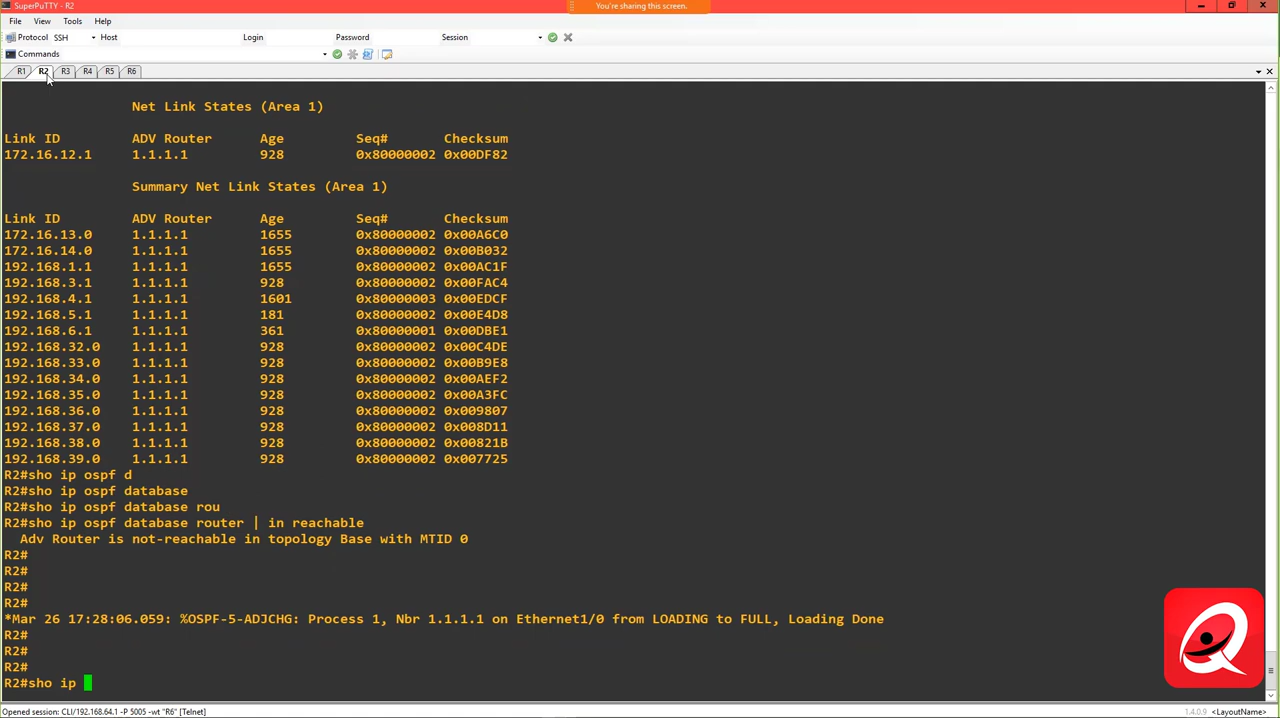 SuperPuTTY - R2
You're sharing this screen.
File View Tools Help
Protocol SSH Host Login Password Session
Commands
R1 R2 R3 R4 R5 R6
Net Link States (Area 1)
Link ID ADV Router Age Seq# Checksum
172.16.12.1 1.1.1.1 928 0x80000002 0x00DF82
Summary Net Link States (Area 1)
Link ID ADV Router Age Seq# Checksum
172.16.13.0 1.1.1.1 1655 0x80000002 0x00A6C0
172.16.14.0 1.1.1.1 1655 0x80000002 0x00B032
192.168.1.1 1.1.1.1 1655 0x80000002 0x00AC1F
192.168.3.1 1.1.1.1 928 0x80000002 0x00FAC4
192.168.4.1 1.1.1.1 1601 0x80000003 0x00EDCF
192.168.5.1 1.1.1.1 181 0x80000002 0x00E4D8
192.168.6.1 1.1.1.1 361 0x80000001 0x00DBE1
192.168.32.0 1.1.1.1 928 0x80000002 0x00C4DE
192.168.33.0 1.1.1.1 928 0x80000002 0x00B9E8
192.168.34.0 1.1.1.1 928 0x80000002 0x00AEF2
192.168.35.0 1.1.1.1 928 0x80000002 0x00A3FC
192.168.36.0 1.1.1.1 928 0x80000002 0x009807
192.168.37.0 1.1.1.1 928 0x80000002 0x008D11
192.168.38.0 1.1.1.1 928 0x80000002 0x00821B
192.168.39.0 1.1.1.1 928 0x80000002 0x007725
R2#sho ip ospf d
R2#sho ip ospf database
R2#sho ip ospf database rou
R2#sho ip ospf database router | in reachable
Adv Router is not-reachable in topology Base with MTID 0
R2#
R2#
R2#
R2#
*Mar 26 17:28:06.059: %OSPF-5-ADJCHG: Process 1, Nbr 1.1.1.1 on Ethernet1/0 from LOADING to FULL, Loading Done
R2#
R2#
R2#
R2#sho ip
Opened session: CLI/192.168.64.1 -P 5005 -wt "R6" [Telnet]
1.4.0.9 <LayoutName>